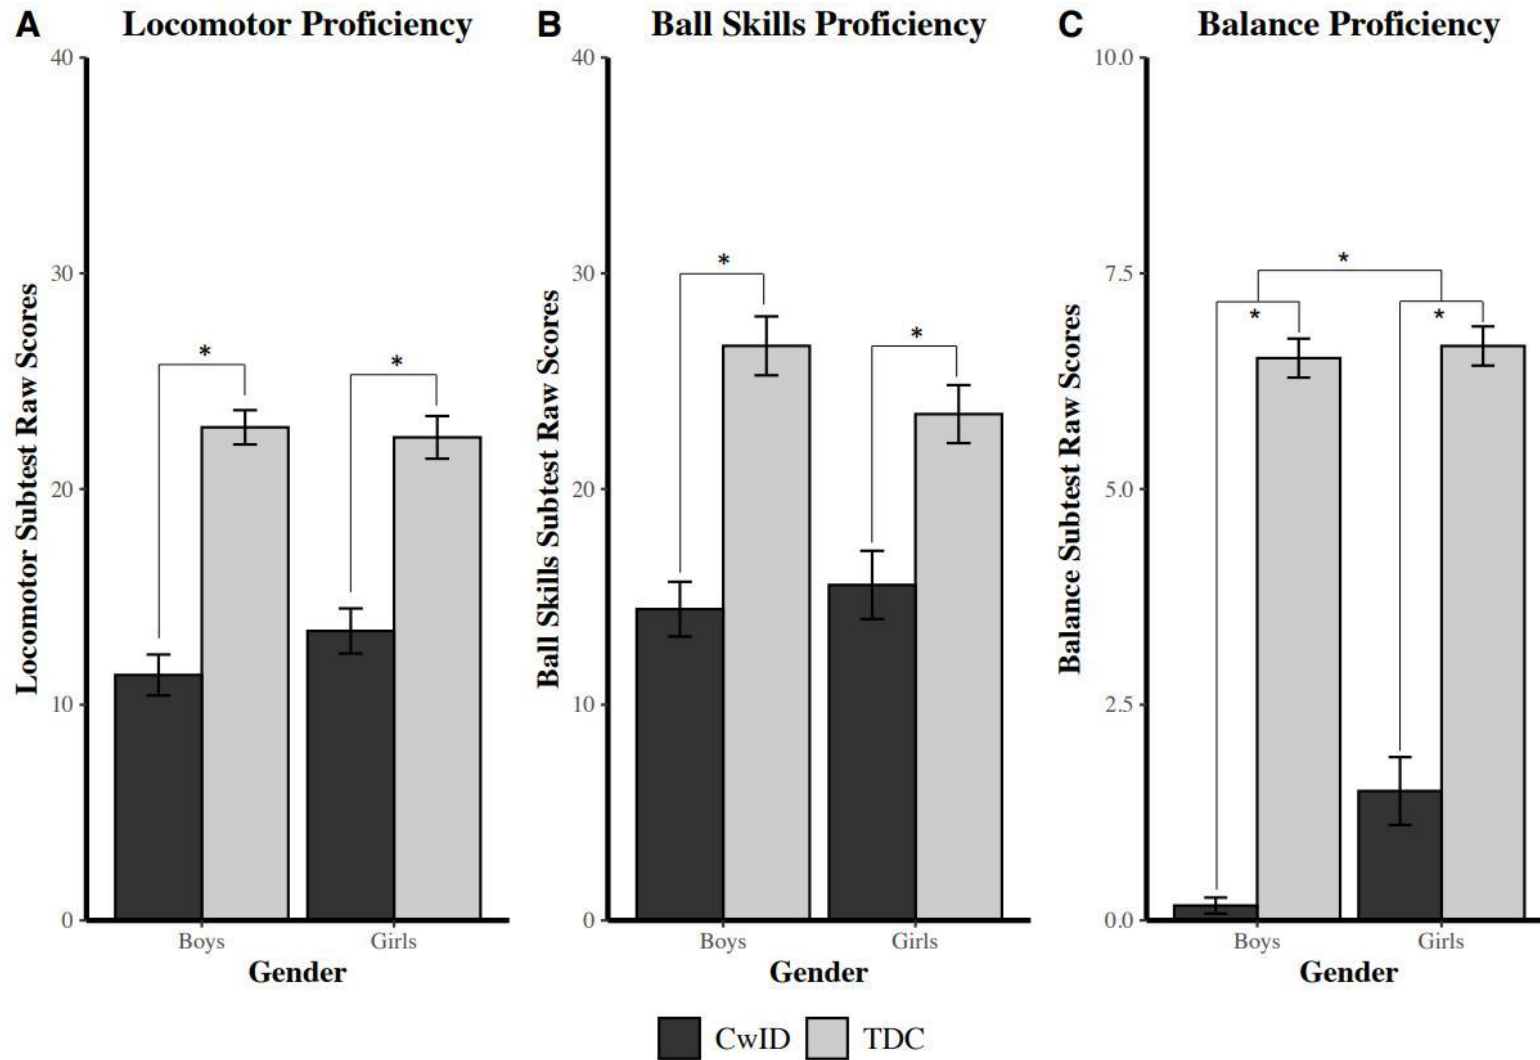 A Locomotor Proficiency
Locomotor Subtest Raw Scores
40
30
20
10
0
*
*
Boys
Girls
Gender
B Ball Skills Proficiency
Ball Skills Subtest Raw Scores
40
30
20
10
0
*
*
Boys
Girls
Gender
C Balance Proficiency
Balance Subtest Raw Scores
10.0
7.5
5.0
2.5
0.0
*
*
*
Boys
Girls
Gender
CwID
TDC